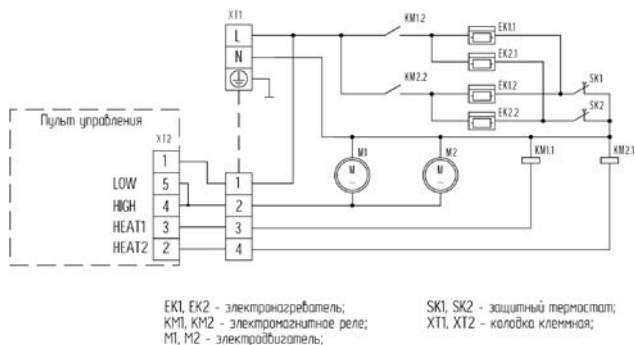 XT1
L
N
KM1.2
EK1.1
EK2.1
KM2.2
EK1.2
SK1
EK2.2
SK2
Пульт управления
XT2
1
LOW 5
HIGH 4
HEAT1 3
HEAT2 2
1
2
3
4
M1
M
~
M2
M
~
KM1.1
KM2.1
EK1, EK2 - электронагреватель;
KM1, KM2 - электромагнитное реле;
M1, M2 - электродвигатель;
SK1, SK2 - защитный термостат;
XT1, XT2 - колодка клеммная;